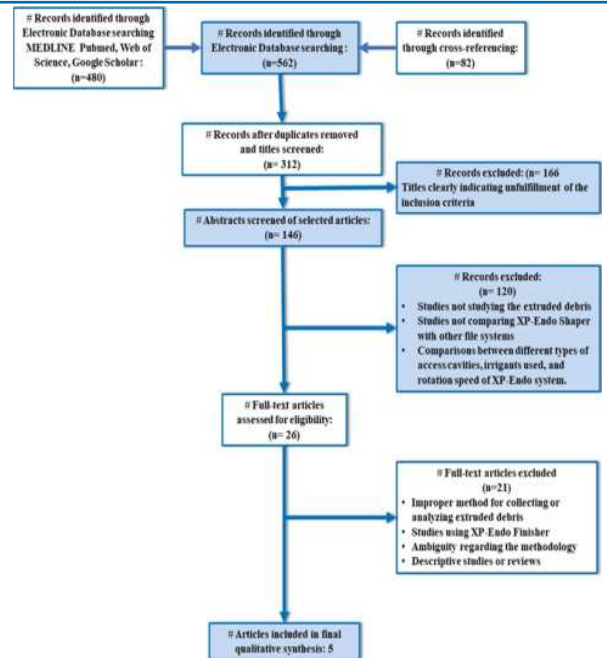 # Records identified through
Electronic Database searching
MEDLINE Pubmed, Web of
Science, Google Scholar :
(n=480)
# Records identified through
Electronic Database searching :
(n=562)
# Records identified
through cross-referencing:
(n=82)
# Records after duplicates removed
and titles screened:
(n= 312)
# Records excluded: (n= 166
Titles clearly indicating unfulfillment of the
inclusion criteria
# Abstracts screened of selected articles:
(n= 146)
# Records excluded:
(n= 120)
• Studies not studying the extruded debris
• Studies not comparing XP-Endo Shaper
with other file systems
• Comparisons between different types of
access cavities, irrigants used, and
rotation speed of XP-Endo system.
# Full-text articles
assessed for eligibility:
(n= 26)
# Full-text articles excluded
(n=21)
• Improper method for collecting or
analyzing extruded debris
• Studies using XP-Endo Finisher
• Ambiguity regarding the methodology
• Descriptive studies or reviews
# Articles included in final
qualitative synthesis: 5